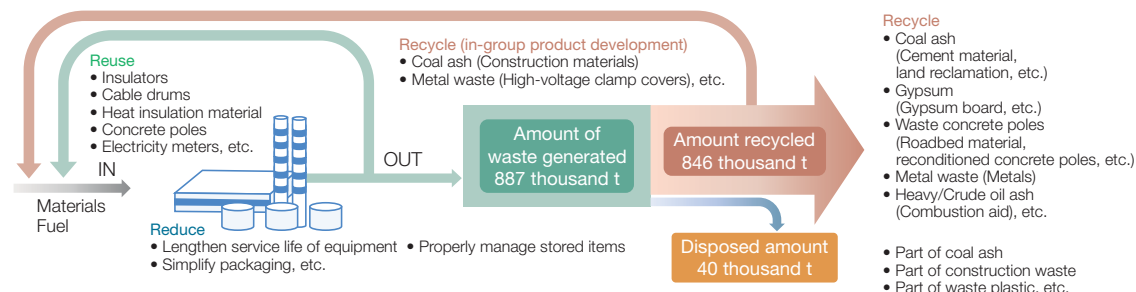 Reuse
• Insulators
• Cable drums
• Heat insulation material
• Concrete poles
• Electricity meters, etc.
Recycle (in-group product development)
• Coal ash (Construction materials)
• Metal waste (High-voltage clamp covers), etc.
IN
Materials
Fuel
OUT
Amount of
waste generated
887 thousand t
Amount recycled
846 thousand t
Disposed amount
40 thousand t
Reduce
• Lengthen service life of equipment • Properly manage stored items
• Simplify packaging, etc.
Recycle
• Coal ash
(Cement material,
land reclamation, etc.)
• Gypsum
(Gypsum board, etc.)
• Waste concrete poles
(Roadbed material,
reconditioned concrete poles, etc.)
• Metal waste (Metals)
• Heavy/Crude oil ash
(Combustion aid), etc.
• Part of coal ash
• Part of construction waste
• Part of waste plastic, etc.